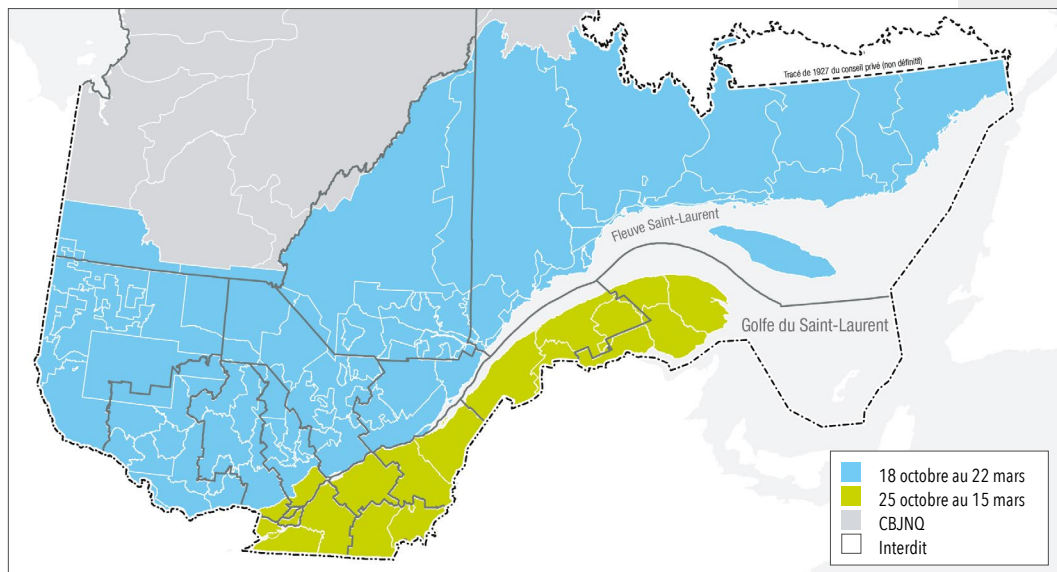 Tracé de 1927 du conseil privé (non définitif)
Fleuve Saint-Laurent
Golfe du Saint-Laurent
18 octobre au 22 mars
25 octobre au 15 mars
CBJNQ
Interdit